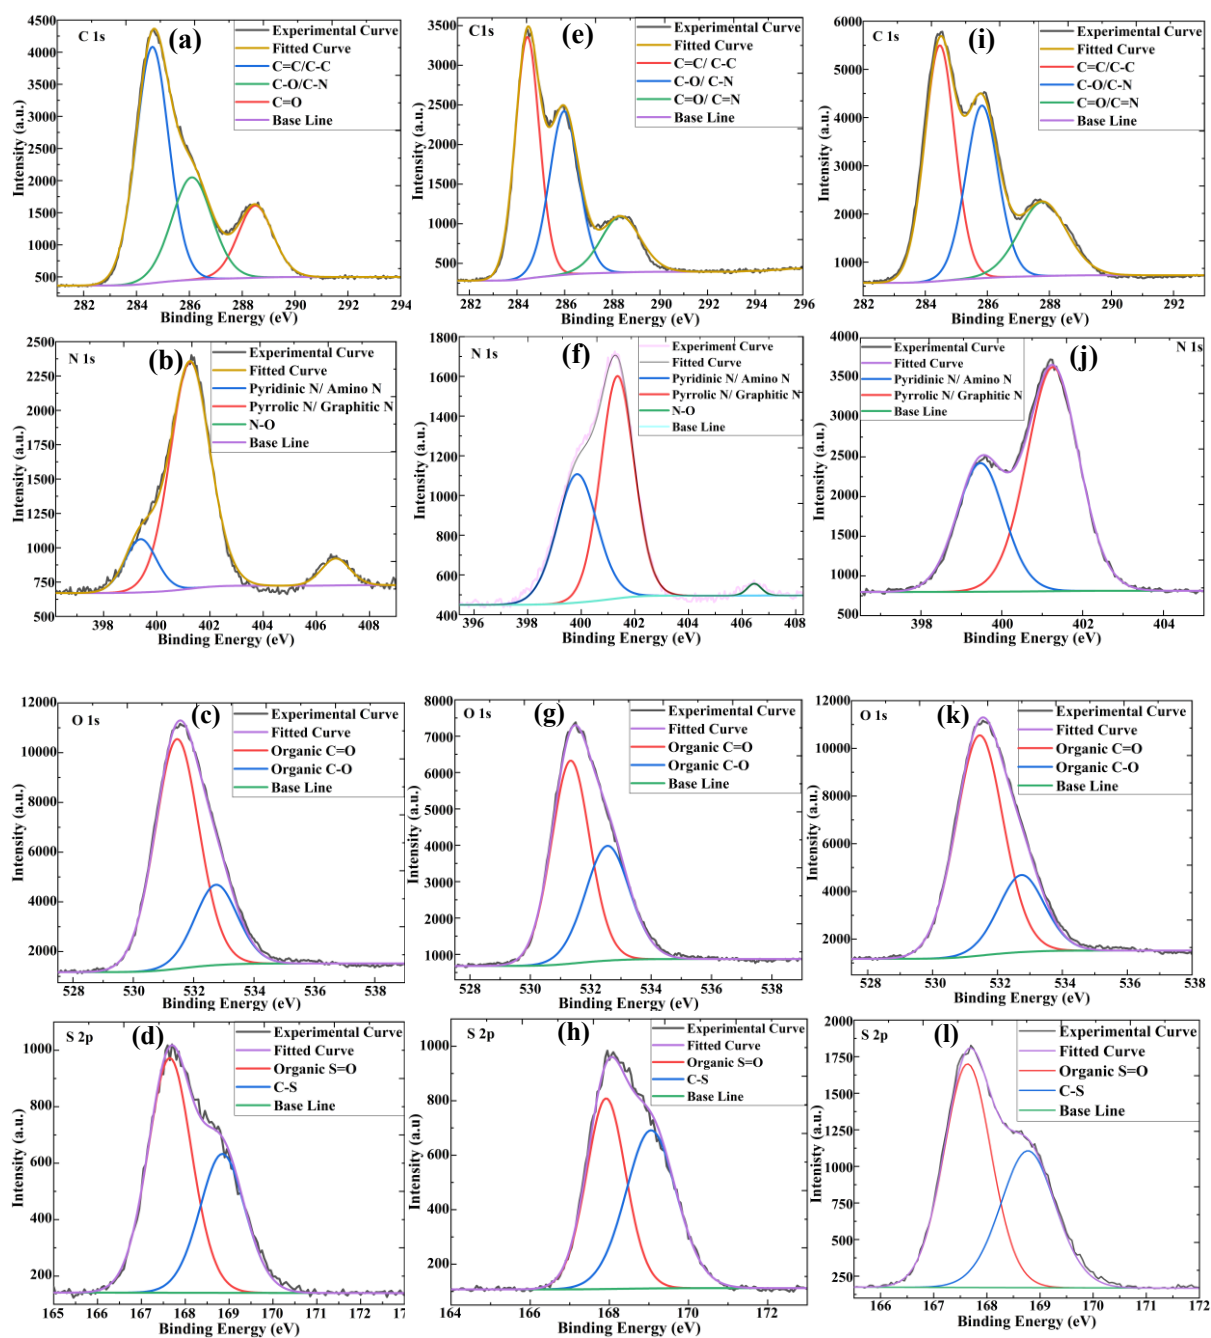 C 1s
(a)
Experimental Curve
Fitted Curve
C=C/C-C
C-O/C-N
C=O
Base Line
4500
4000
3500
3000
2500
2000
1500
1000
500
282 284 286 288 290 292 294
Intensity (a.u.)
Binding Energy (eV)
C1s
(e)
Experimental Curve
Fitted Curve
C=C/ C-C
C-O/ C-N
C=O/ C=N
Base Line
3500
3000
2500
2000
1500
1000
500
282 284 286 288 290 292 294 296
Intensity (a.u.)
Binding Energy (eV)
C 1s
(i)
Experimental Curve
Fitted Curve
C=C/C-C
C-O/C-N
C=O/C=N
Base Line
6000
5000
4000
3000
2000
1000
282 284 286 288 290 292
Intensity (a.u.)
Binding Energy (eV)
N 1s
(b)
Experimental Curve
Fitted Curve
Pyridinic N/ Amino N
Pyrrolic N/ Graphitic N
N-O
Base Line
2500
2250
2000
1750
1500
1250
1000
750
500
398 400 402 404 406 408
Intensity (a.u.)
Binding Energy (eV)
N 1s
(f)
Experiment Curve
Fitted Curve
Pyridinic N/ Amino N
Pyrrolic N/ Graphitic N
N-O
Base Line
1800
1600
1400
1200
1000
800
600
400
396 398 400 402 404 406 408
Intensity (a.u.)
Binding Energy (eV)
N 1s
(j)
Experimental Curve
Fitted Curve
Pyridinic N/ Amino N
Pyrrolic N/ Graphitic N
Base Line
4000
3500
3000
2500
2000
1500
1000
500
398 400 402 404
Intensity (a.u.)
Binding Energy (eV)
O 1s
(c)
Experimental Curve
Fitted Curve
Organic C=O
Organic C-O
Base Line
12000
10000
8000
6000
4000
2000
528 530 532 534 536 538
Intensity (a.u.)
Binding Energy (eV)
O 1s
(g)
Experimental Curve
Fitted Curve
Organic C=O
Organic C-O
Base Line
8000
7000
6000
5000
4000
3000
2000
1000
528 530 532 534 536 538
Intensity (a.u.)
Binding Energy (eV)
O 1s
(k)
Experimental Curve
Fitted Curve
Organic C=O
Organic C-O
Base Line
12000
10000
8000
6000
4000
2000
528 530 532 534 536 538
Intensity (a.u.)
Binding Energy (eV)
S 2p
(d)
Experimental Curve
Fitted Curve
Organic S=O
C-S
Base Line
1000
800
600
400
200
165 166 167 168 169 170 171 172
Intensity (a.u.)
Binding Energy (eV)
S 2p
(h)
Experimental Curve
Fitted Curve
Organic S=O
C-S
Base Line
1000
800
600
400
200
164 166 168 170 172
Intensity (a.u)
Binding Energy (eV)
S 2p
(l)
Experimental Curve
Fitted Curve
Organic S=O
C-S
Base Line
2000
1750
1500
1250
1000
750
500
250
166 167 168 169 170 171 172
Intenisty (a.u.)
Binding Energy (eV)